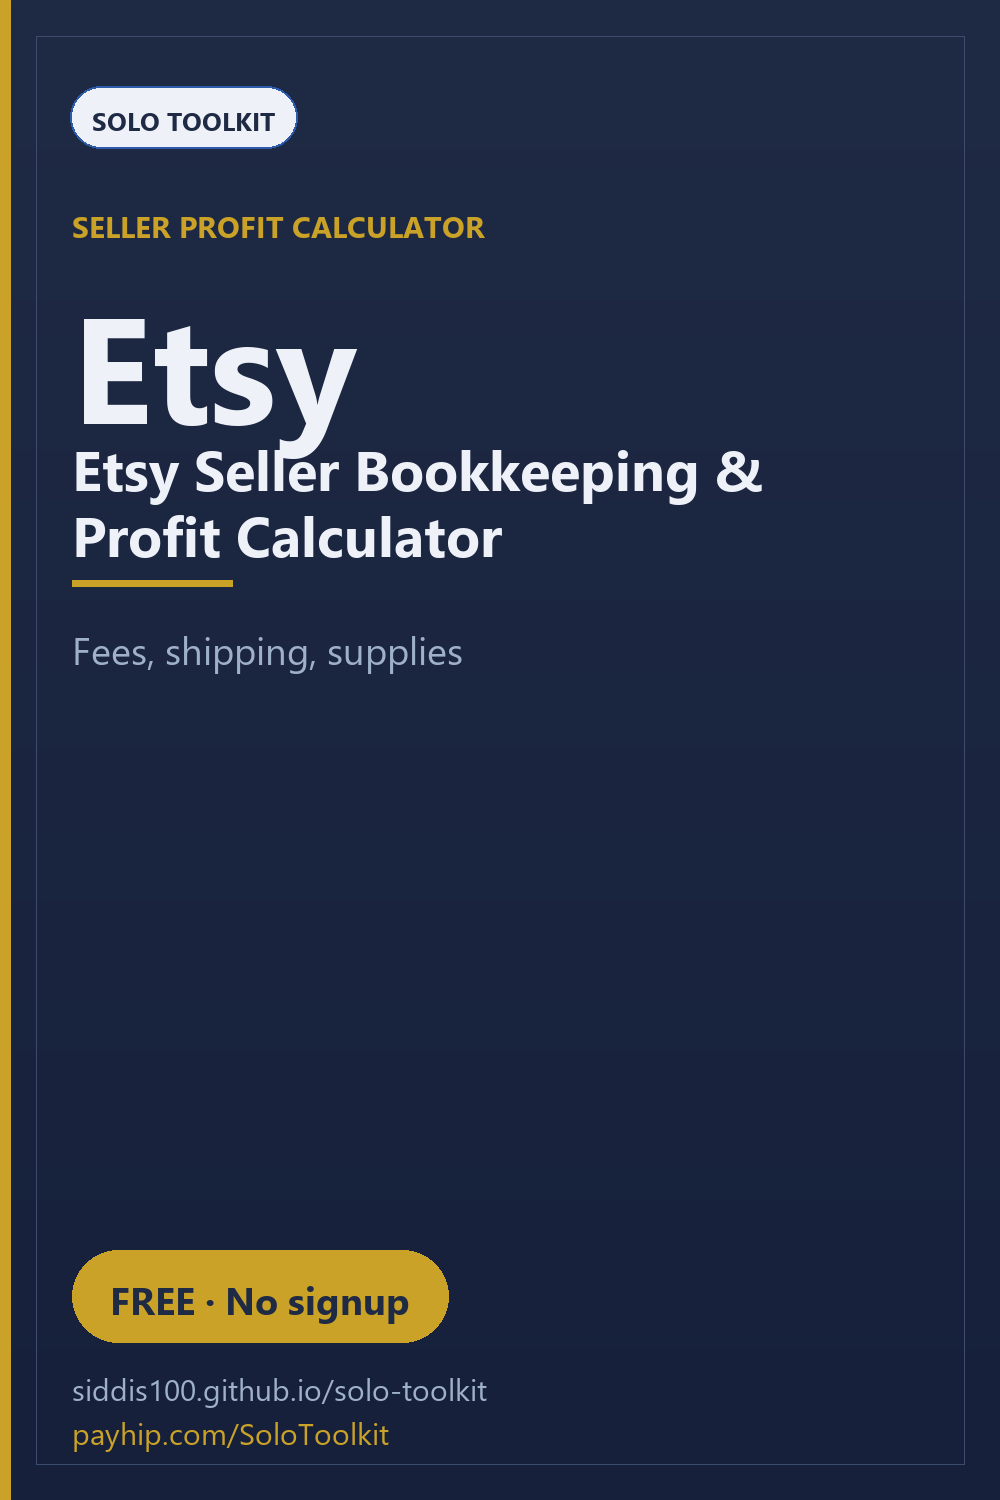 SOLO TOOLKIT
SELLER PROFIT CALCULATOR
Etsy
Etsy Seller Bookkeeping &
Profit Calculator
Fees, shipping, supplies
FREE · No signup
siddis100.github.io/solo-toolkit
payhip.com/SoloToolkit